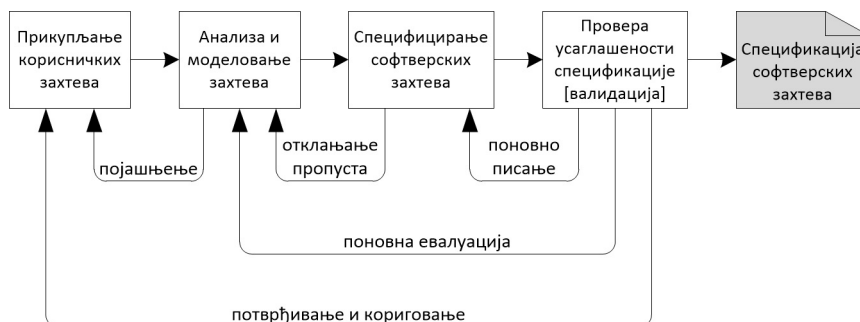 Прикупљање
корисничких
захтева
Анализа и
моделовање
захтева
Специфицирање
софтверских
захтева
Провера
усаглашености
спецификације
[валидација]
Спецификација
софтверских
захтева
појашњење
отклањање
пропуста
поновно
писање
поновна евалуација
потврђивање и кориговање